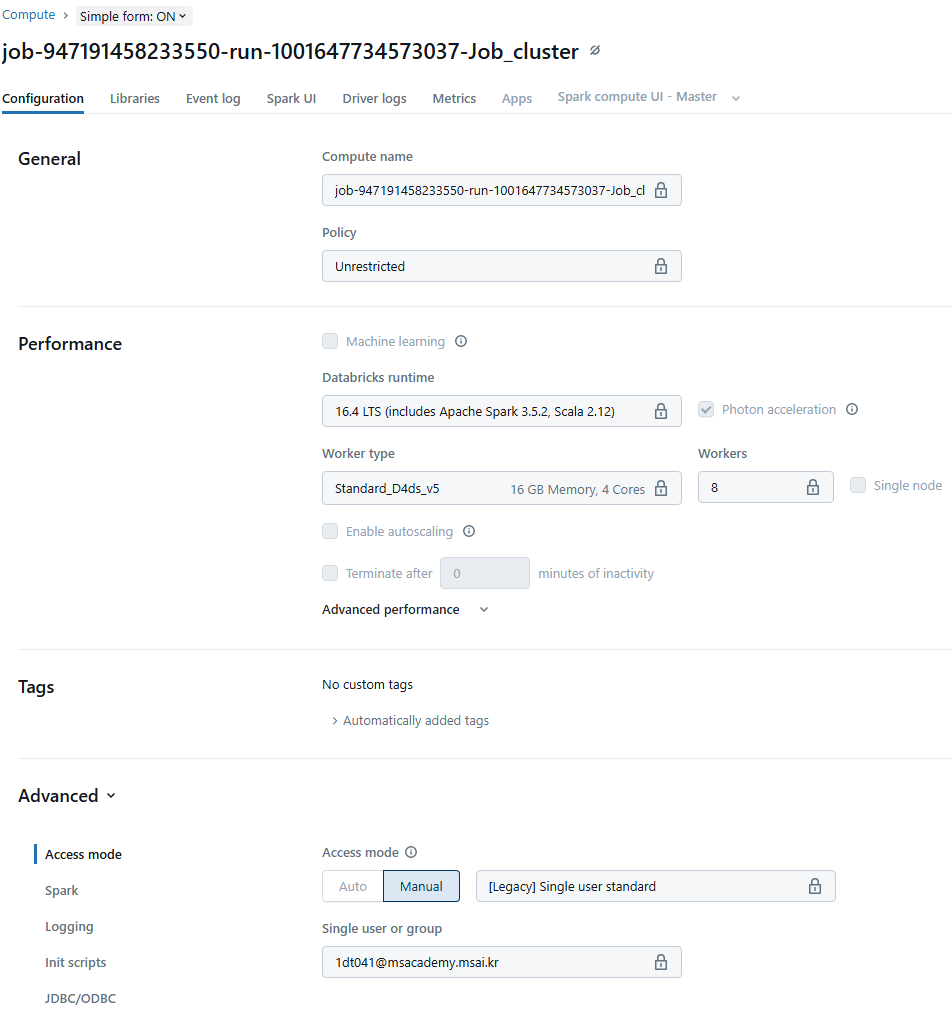 Compute > Simple form: ON
job-947191458233550-run-1001647734573037-Job_cluster
Configuration Libraries Event log Spark UI Driver logs Metrics Apps Spark compute UI - Master
General
Compute name
job-947191458233550-run-1001647734573037-Job_cl
Policy
Unrestricted
Performance
Machine learning
Databricks runtime
16.4 LTS (includes Apache Spark 3.5.2, Scala 2.12)
Photon acceleration
Worker type
Workers
Standard_D4ds_v5 16 GB Memory, 4 Cores
8
Single node
Enable autoscaling
Terminate after 0 minutes of inactivity
Advanced performance
Tags
No custom tags
> Automatically added tags
Advanced
Access mode
Spark
Logging
Init scripts
JDBC/ODBC
Access mode
Auto Manual [Legacy] Single user standard
Single user or group
1dt041@msacademy.msai.kr